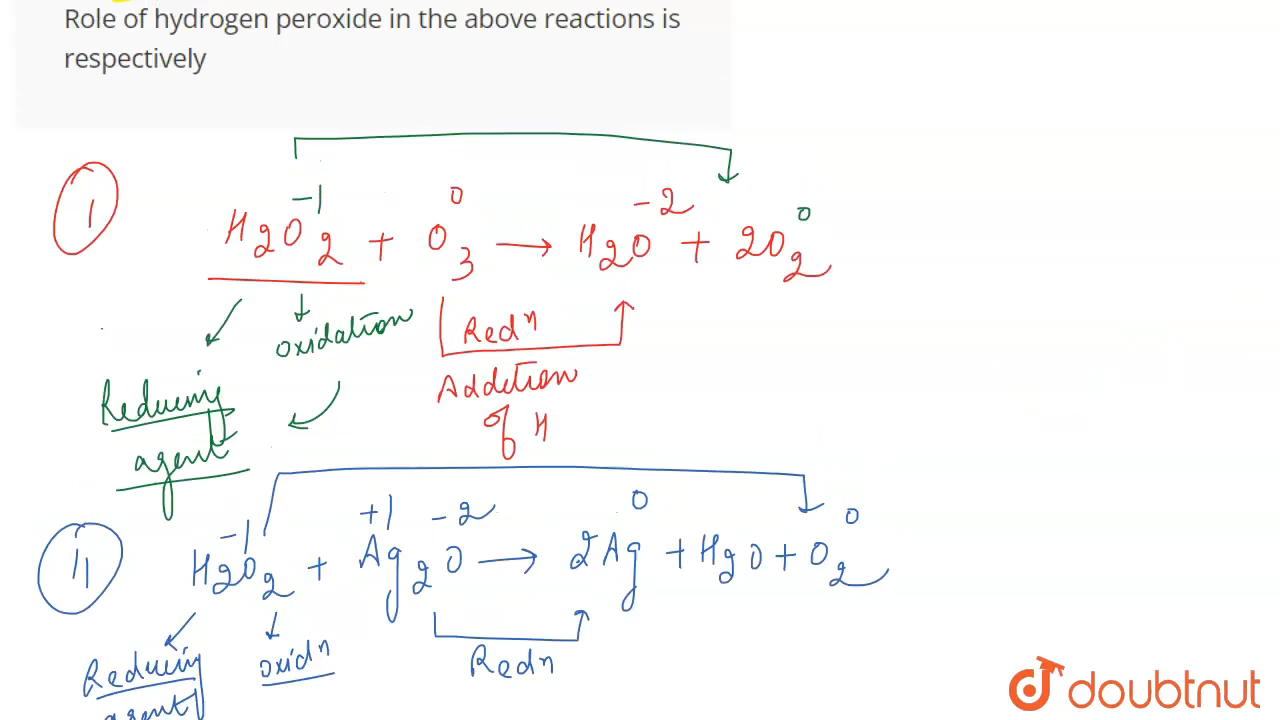 Role of hydrogen peroxide in the above reactions is
respectively
1
-1 0 -2 0
H2O2 + O3 → H2O + 2O2
oxidation
Redⁿ
Reducing
agent
Addition
of H
11
-1 +1 -2 0 0
H2O2 + Ag2O → 2Ag + H2O + O2
oxidⁿ
Redn
Reducing
agent
doubtnut